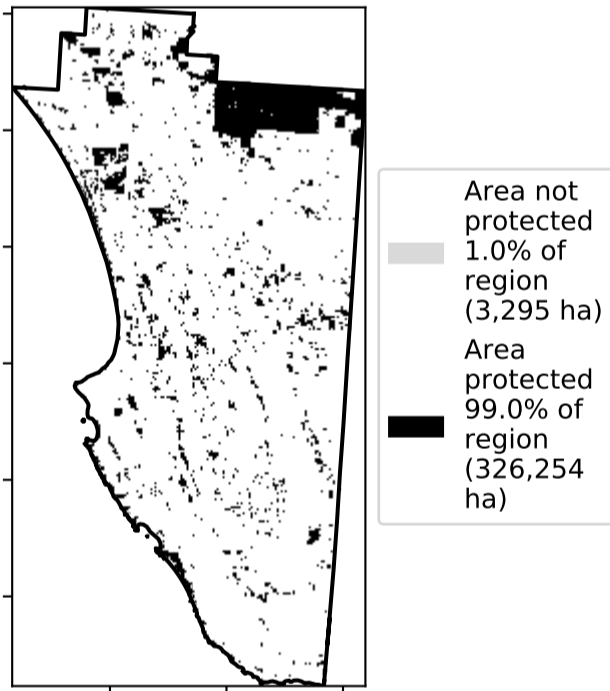 Area not
protected
1.0% of
region
(3,295 ha)
Area
protected
99.0% of
region
(326,254
ha)